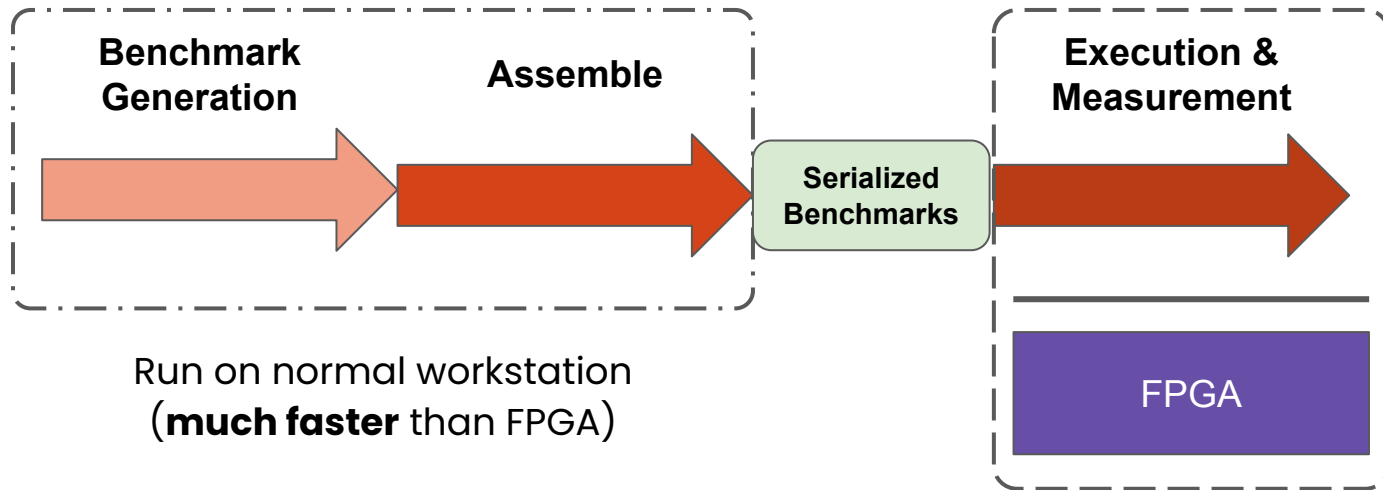 Benchmark
Generation
Assemble
Serialized
Benchmarks
Execution &
Measurement
FPGA
Run on normal workstation
(much faster than FPGA)